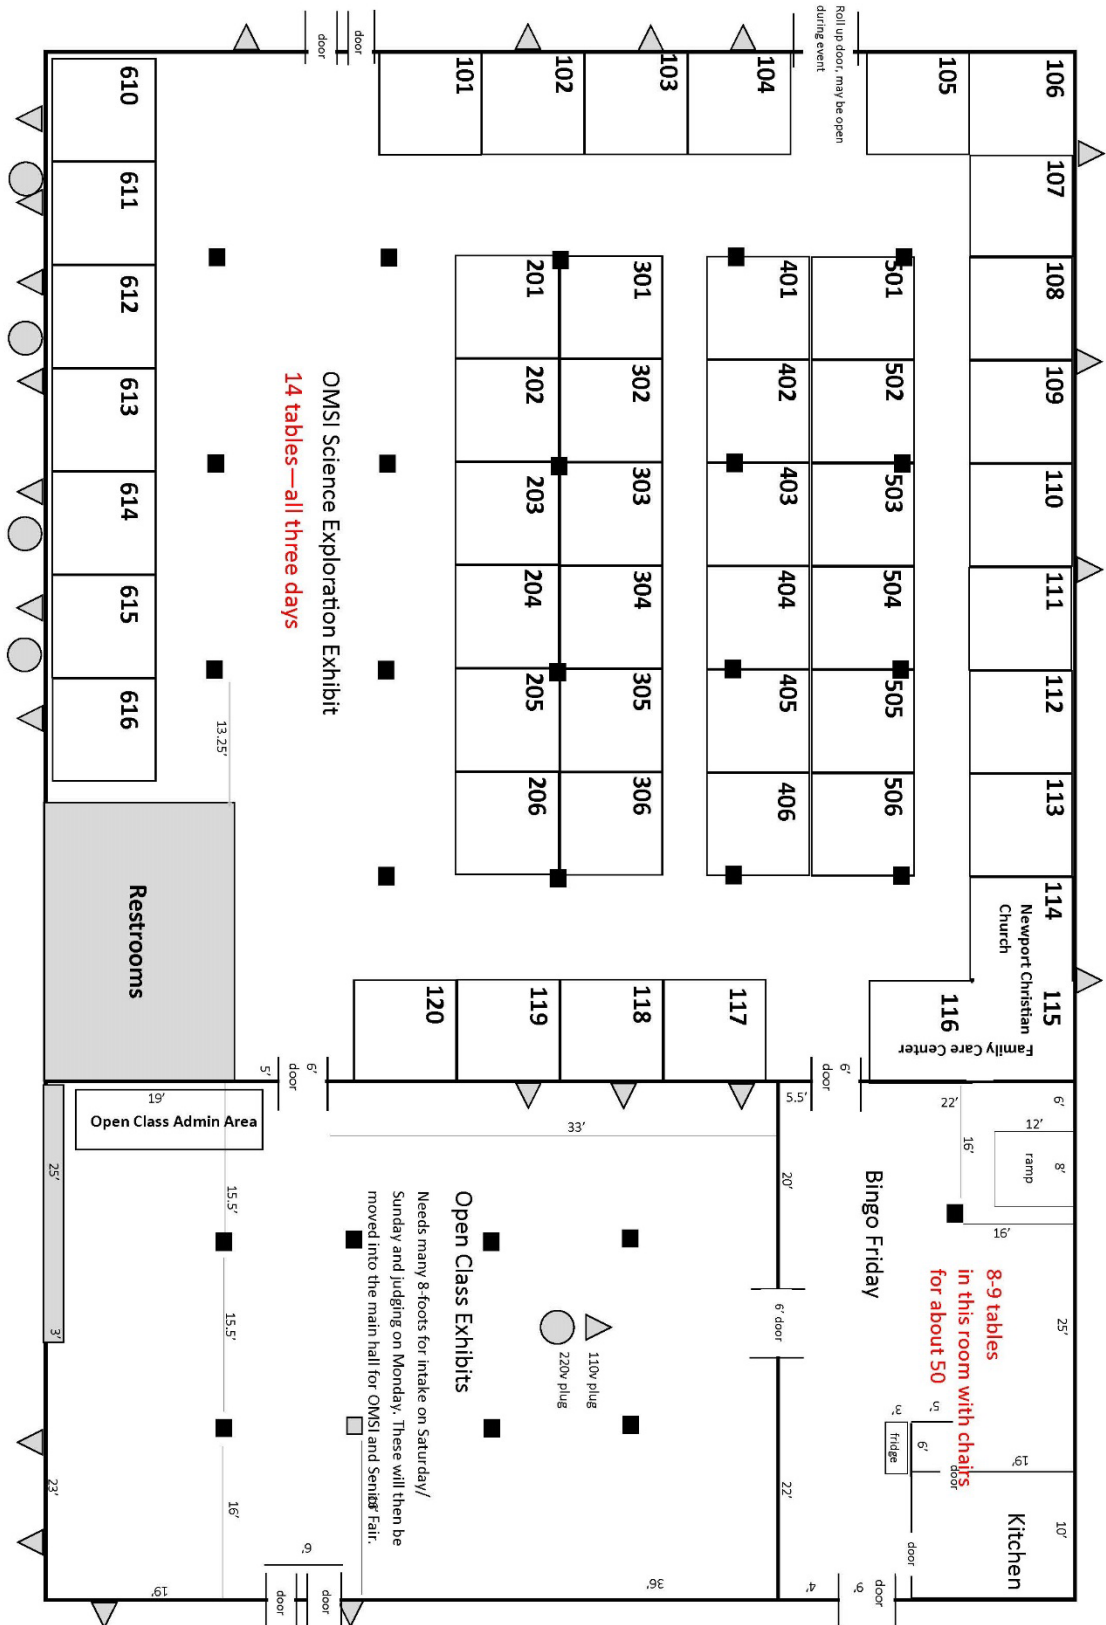 Roll up door, may be open
during event
door
door
101
102
103
104
105
106
107
108
109
110
111
112
113
114
Newport Christian
Church
115
116
Family Care Center
117
118
119
120
201
202
203
204
205
206
301
302
303
304
305
306
401
402
403
404
405
406
501
502
503
504
505
506
610
611
612
613
614
615
616
OMSI Science Exploration Exhibit
14 tables—all three days
13.25’
Restrooms
5’
6’
door
6’
door
5.5’
22’
6’
12’
8’
ramp
16’
16’
19’
Open Class Admin Area
33’
20’
25’
15.5’
15.5’
Open Class Exhibits
Needs many 8-foots for intake on Saturday/
Sunday and judging on Monday. These will then be
moved into the main hall for OMSI and Senior Fair.
110v plug
220v plug
6’ door
Bingo Friday
8-9 tables
in this room with chairs
for about 50
25’
3’
5’
fridge
6’
door
19’
Kitchen
10’
door
3’
23’
16’
22’
6’
19’
door
door
36’
4’
6’
door